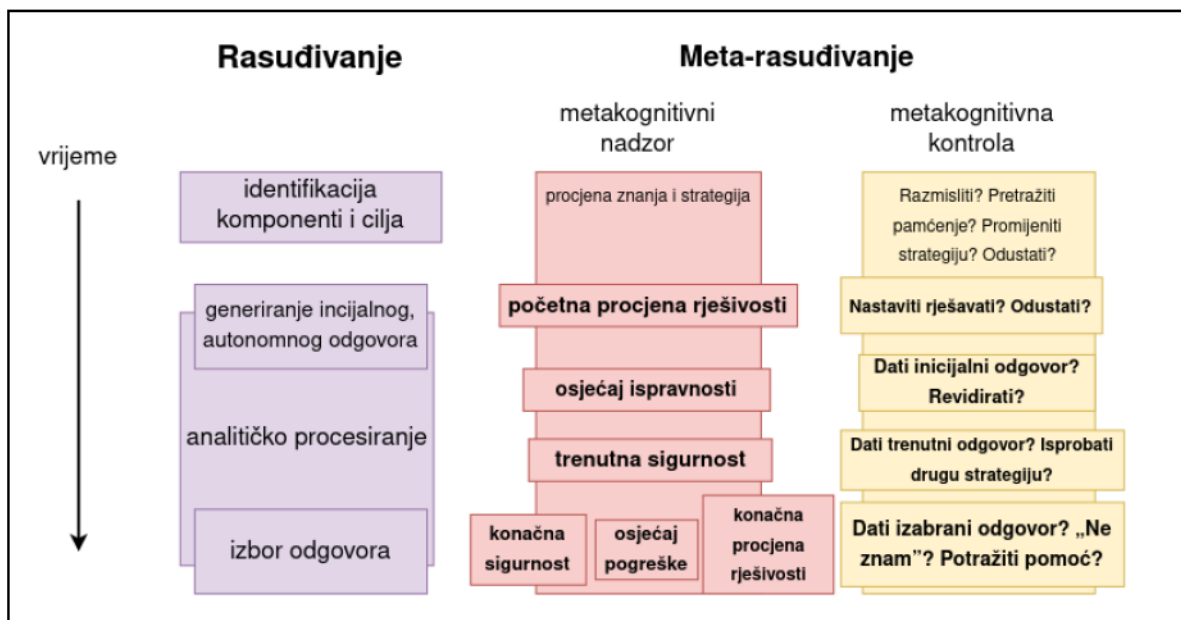 Rasuđivanje
Meta-rasuđivanje
metakognitivni
nadzor
metakognitivna
kontrola
vrijeme
identifikacija
komponenti i cilja
procjena znanja i strategija
Razmisliti? Pretražiti
pamćenje? Promijeniti
strategiju? Odustati?
generiranje incijalnog,
autonomnog odgovora
početna procjena rješivosti
Nastaviti rješavati? Odustati?
osjećaj ispravnosti
Dati inicijalni odgovor?
Revidirati?
analitičko procesiranje
trenutna sigurnost
Dati trenutni odgovor? Isprobati
drugu strategiju?
izbor odgovora
konačna
sigurnost
osjećaj
pogreške
konačna
procjena
rješivosti
Dati izabrani odgovor? „Ne
znam”? Potražiti pomoć?